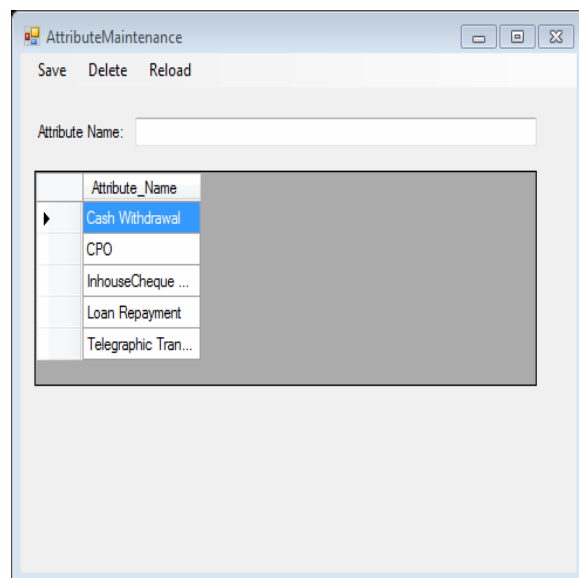 AttributeMaintenance
Save Delete Reload
Attribute Name:
Attribute_Name
Cash Withdrawal
CPO
InhouseCheque ...
Loan Repayment
Telegraphic Tran...